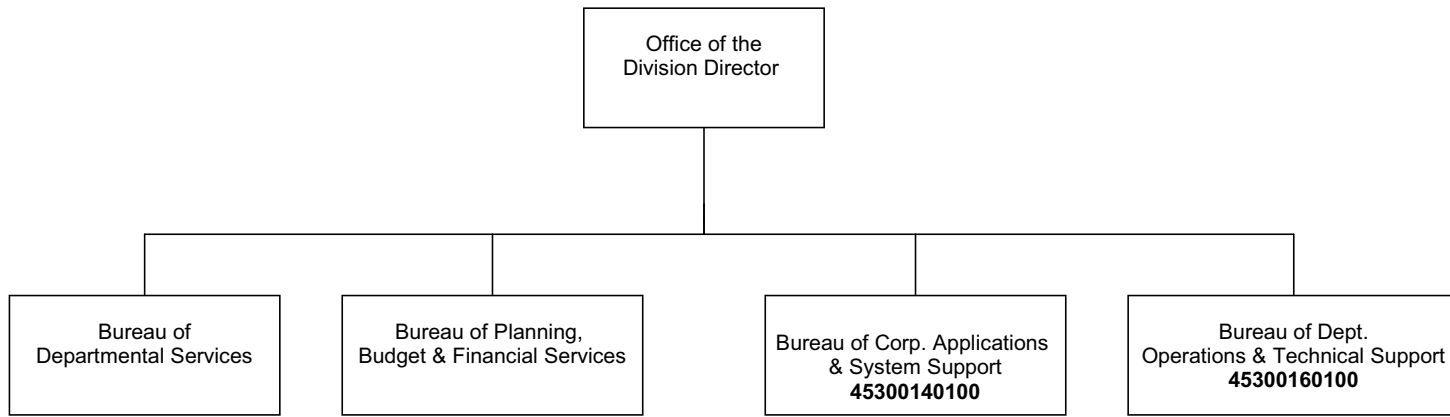 Office of the
Division Director
Bureau of
Departmental Services
Bureau of Planning,
Budget & Financial Services
Bureau of Corp. Applications
& System Support
45300140100
Bureau of Dept.
Operations & Technical Support
45300160100